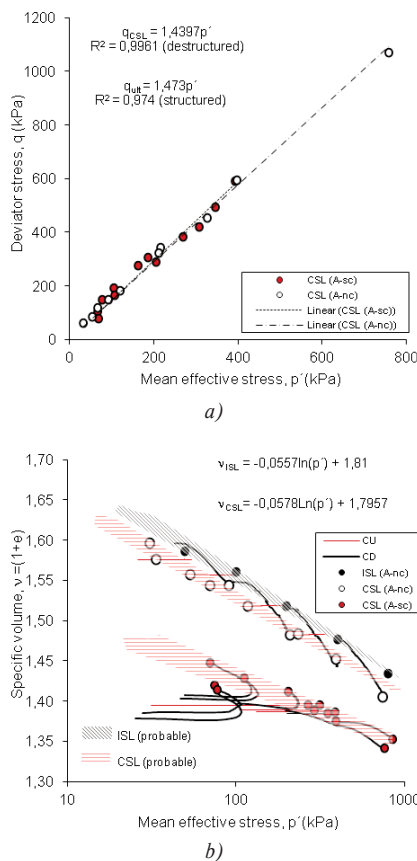 q_CSL = 1,4397p´
R² = 0,9961 (destructured)
q_ult = 1,473p´
R² = 0,974 (structured)
Deviator stress, q (kPa)
1200
1000
800
600
400
200
0
0 200 400 600 800
CSL (A-sc)
CSL (A-nc)
Linear (CSL (A-sc))
Linear (CSL (A-nc))
Mean effective stress, p´(kPa)
a)
ν_ISL= -0,0557ln(p´) + 1,81
ν_CSL= -0,0578Ln(p´) + 1,7957
Specific volume, ν =(1+e)
1,70
1,65
1,60
1,55
1,50
1,45
1,40
1,35
1,30
CU
CD
ISL (A-nc)
CSL (A-nc)
CSL (A-sc)
ISL (probable)
CSL (probable)
10 100 1000
Mean effective stress, p´(kPa)
b)